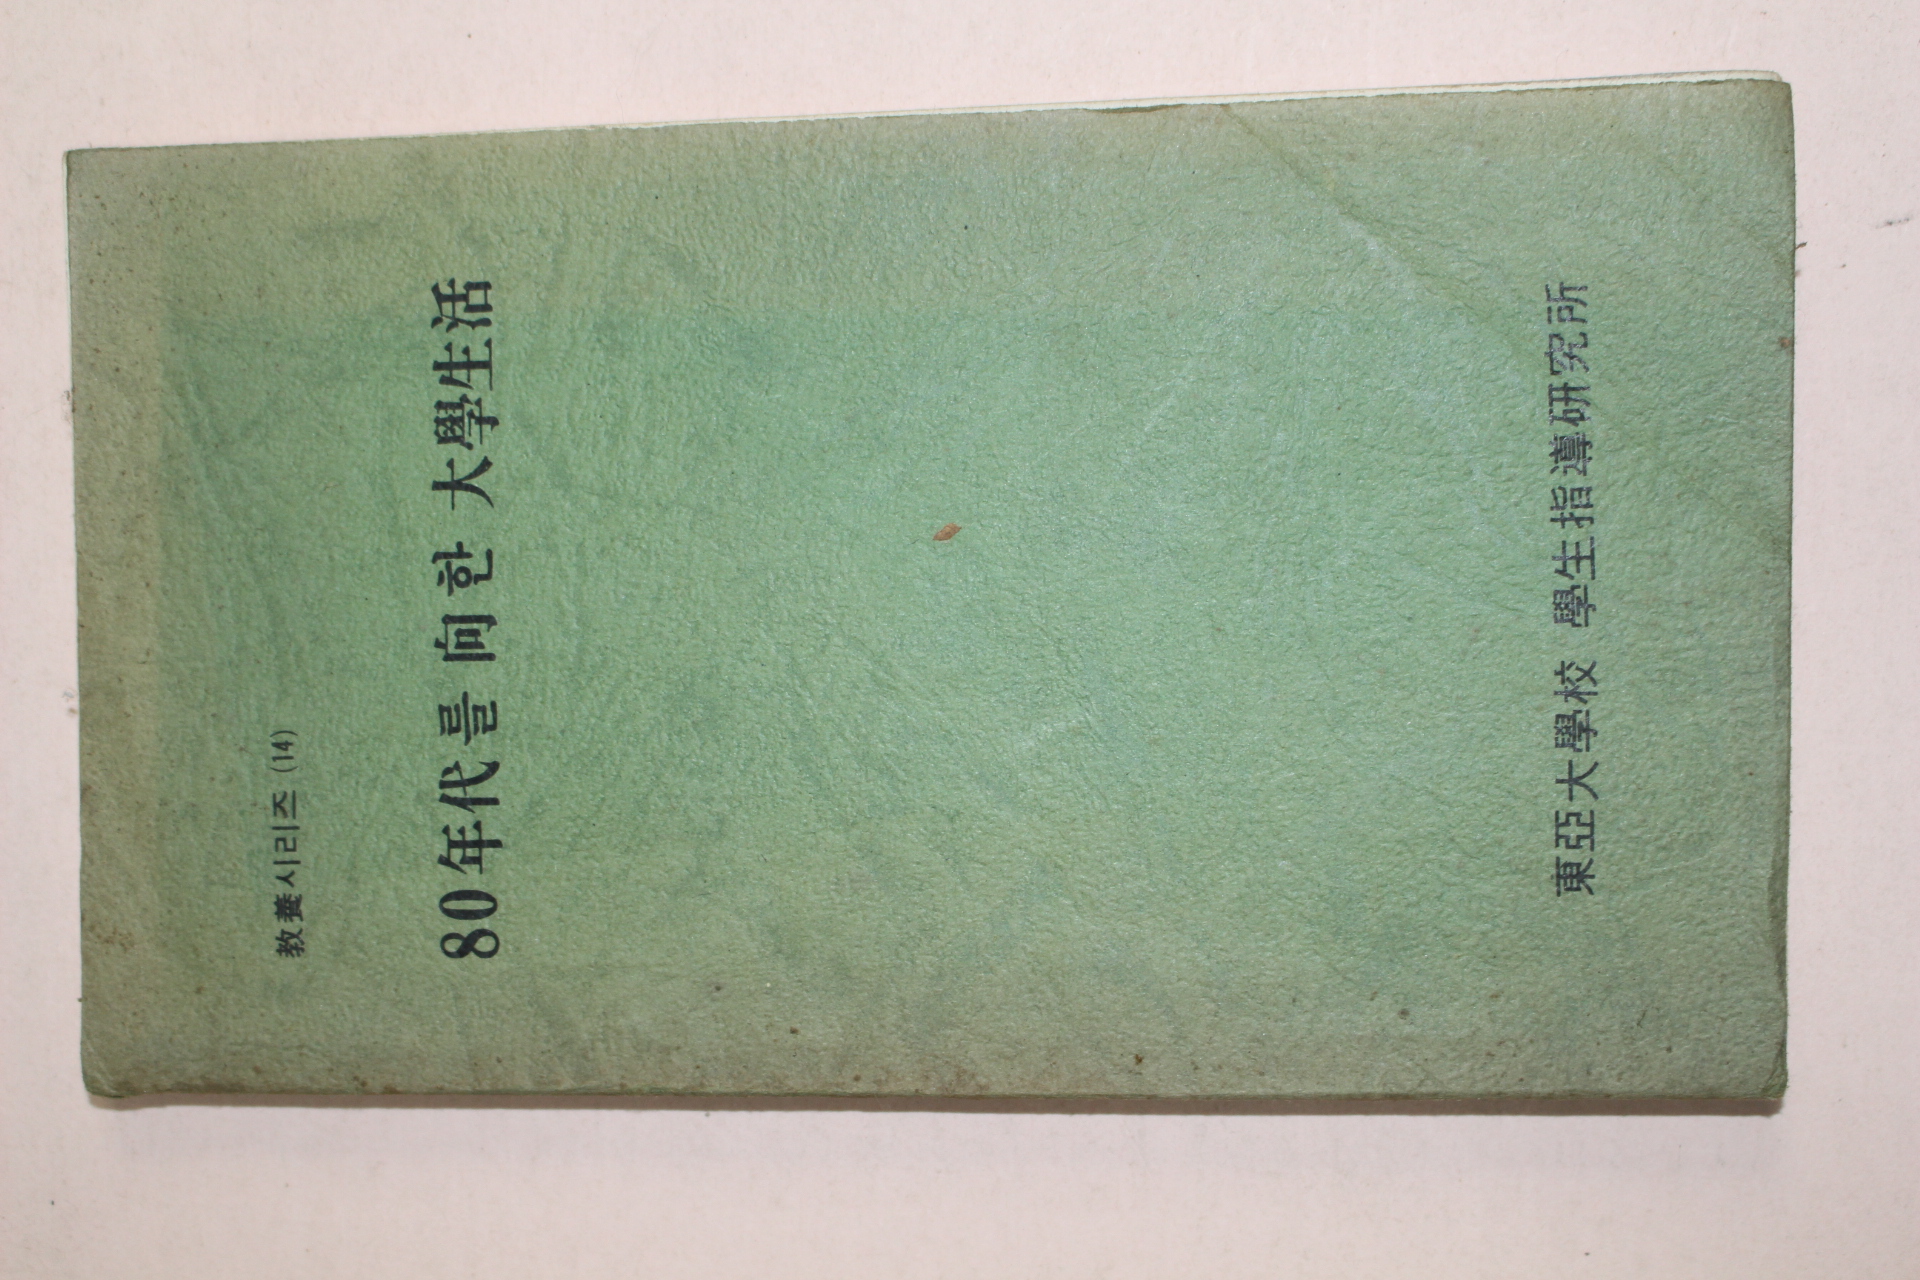 教養시리즈 (14)
80年代를 向한 大學生活
東亞大學校 學生指導研究所